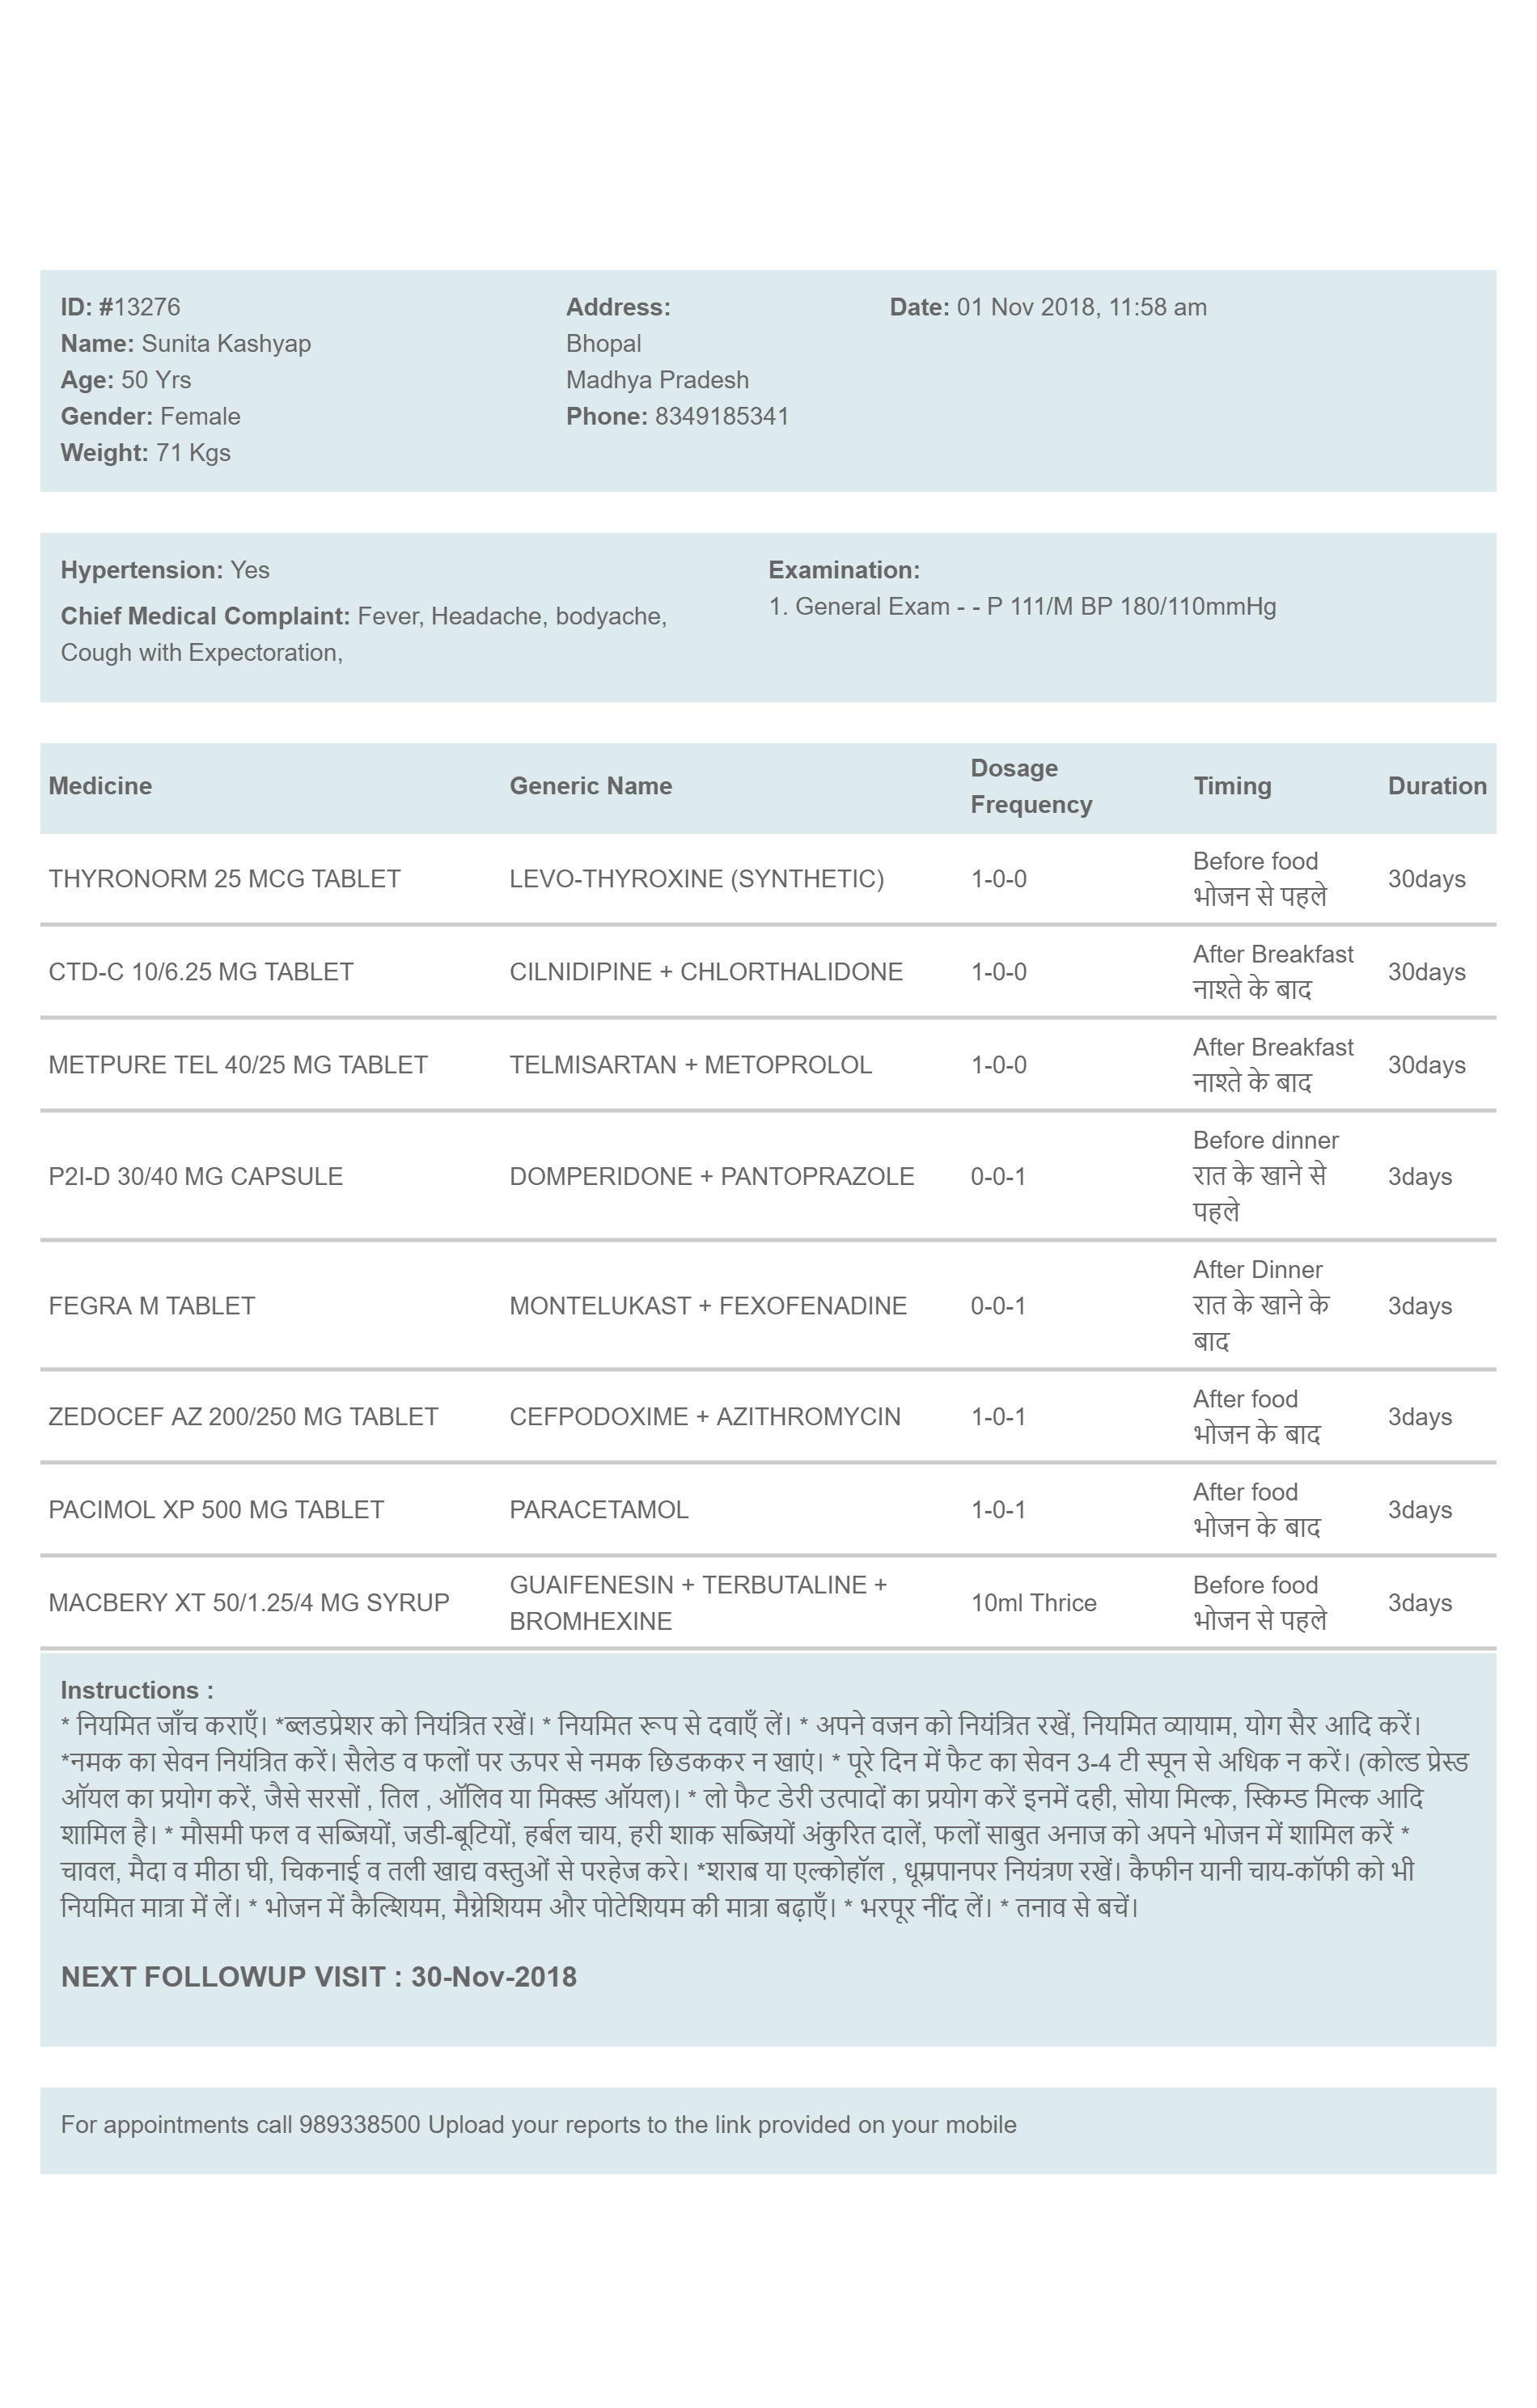 ID: #13276
Name: Sunita Kashyap
Age: 50 Yrs
Gender: Female
Weight: 71 Kgs
Address:
Bhopal
Madhya Pradesh
Phone: 8349185341
Date: 01 Nov 2018, 11:58 am
Hypertension: Yes
Chief Medical Complaint: Fever, Headache, bodyache,
Cough with Expectoration,
Examination:
1. General Exam - - P 111/M BP 180/110mmHg
Medicine Generic Name Dosage Frequency Timing Duration
THYRONORM 25 MCG TABLET LEVO-THYROXINE (SYNTHETIC) 1-0-0 Before food भोजन से पहले 30days
CTD-C 10/6.25 MG TABLET CILNIDIPINE + CHLORTHALIDONE 1-0-0 After Breakfast नाश्ते के बाद 30days
METPURE TEL 40/25 MG TABLET TELMISARTAN + METOPROLOL 1-0-0 After Breakfast नाश्ते के बाद 30days
P2I-D 30/40 MG CAPSULE DOMPERIDONE + PANTOPRAZOLE 0-0-1 Before dinner रात के खाने से पहले 3days
FEGRA M TABLET MONTELUKAST + FEXOFENADINE 0-0-1 After Dinner रात के खाने के बाद 3days
ZEDOCEF AZ 200/250 MG TABLET CEFPODOXIME + AZITHROMYCIN 1-0-1 After food भोजन के बाद 3days
PACIMOL XP 500 MG TABLET PARACETAMOL 1-0-1 After food भोजन के बाद 3days
MACBERY XT 50/1.25/4 MG SYRUP GUAIFENESIN + TERBUTALINE + BROMHEXINE 10ml Thrice Before food भोजन से पहले 3days
Instructions :
* नियमित जाँच कराएँ। *ब्लडप्रेशर को नियंत्रित रखें। * नियमित रूप से दवाएँ लें। * अपने वजन को नियंत्रित रखें, नियमित व्यायाम, योग सैर आदि करें।
*नमक का सेवन नियंत्रित करें। सैलेड व फलों पर ऊपर से नमक छिडककर न खाएं। * पूरे दिन में फैट का सेवन 3-4 टी स्पून से अधिक न करें। (कोल्ड प्रेस्ड
ऑयल का प्रयोग करें, जैसे सरसों , तिल , ऑलिव या मिक्स्ड ऑयल)। * लो फैट डेरी उत्पादों का प्रयोग करें इनमें दही, सोया मिल्क, स्किम्ड मिल्क आदि
शामिल है। * मौसमी फल व सब्जियों, जडी-बूटियों, हर्बल चाय, हरी शाक सब्जियों अंकुरित दालें, फलों साबुत अनाज को अपने भोजन में शामिल करें *
चावल, मैदा व मीठा घी, चिकनाई व तली खाद्य वस्तुओं से परहेज करे। *शराब या एल्कोहॉल , धूम्रपानपर नियंत्रण रखें। कैफीन यानी चाय-कॉफी को भी
नियमित मात्रा में लें। * भोजन में कैल्शियम, मैग्नेशियम और पोटेशियम की मात्रा बढ़ाएँ। * भरपूर नींद लें। * तनाव से बचें।
NEXT FOLLOWUP VISIT : 30-Nov-2018
For appointments call 989338500 Upload your reports to the link provided on your mobile